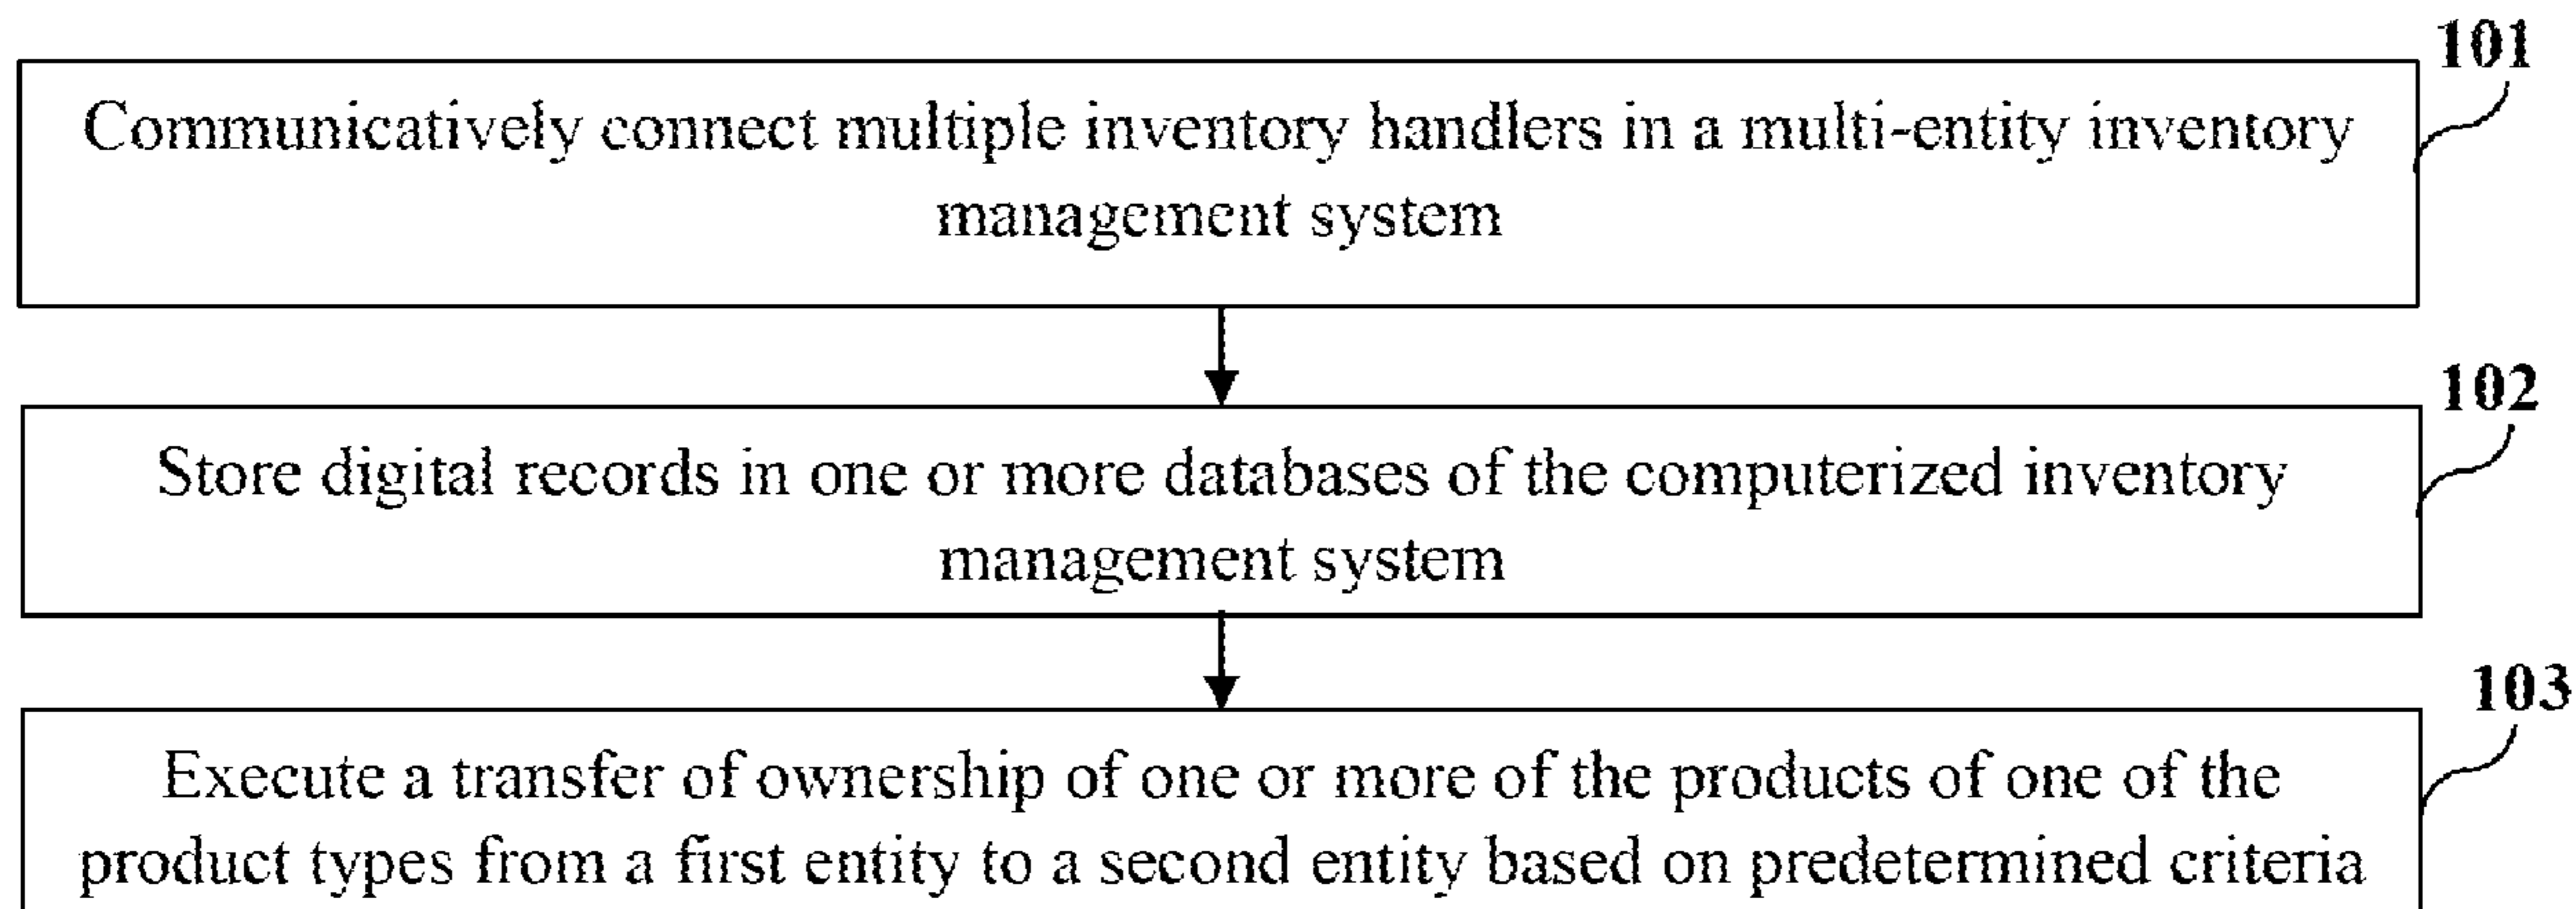 101
Communicatively connect multiple inventory handlers in a multi-entity inventory
management system
102
Store digital records in one or more databases of the computerized inventory
management system
103
Execute a transfer of ownership of one or more of the products of one of the
product types from a first entity to a second entity based on predetermined criteria